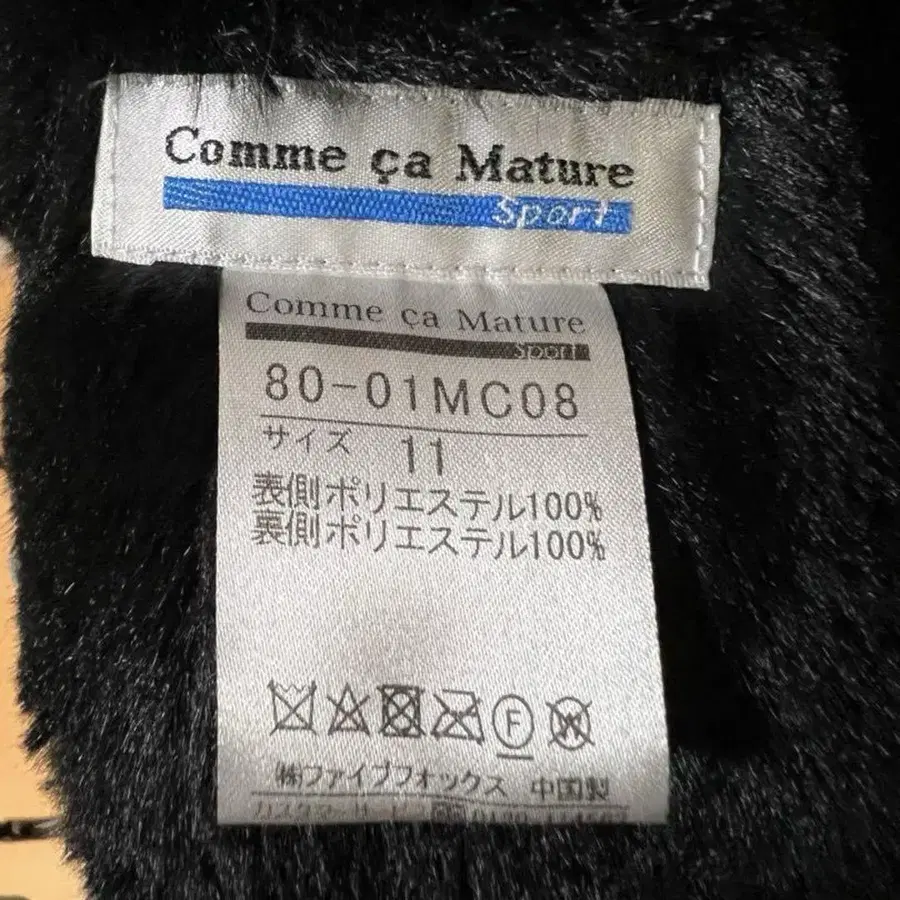 Comme ça Mature
Sport
Comme ça Mature
Sport
80-01MC08
サイズ 11
表側ポリエステル100%
裏側ポリエステル100%
F
W
㈱ファイブフォックス 中国製